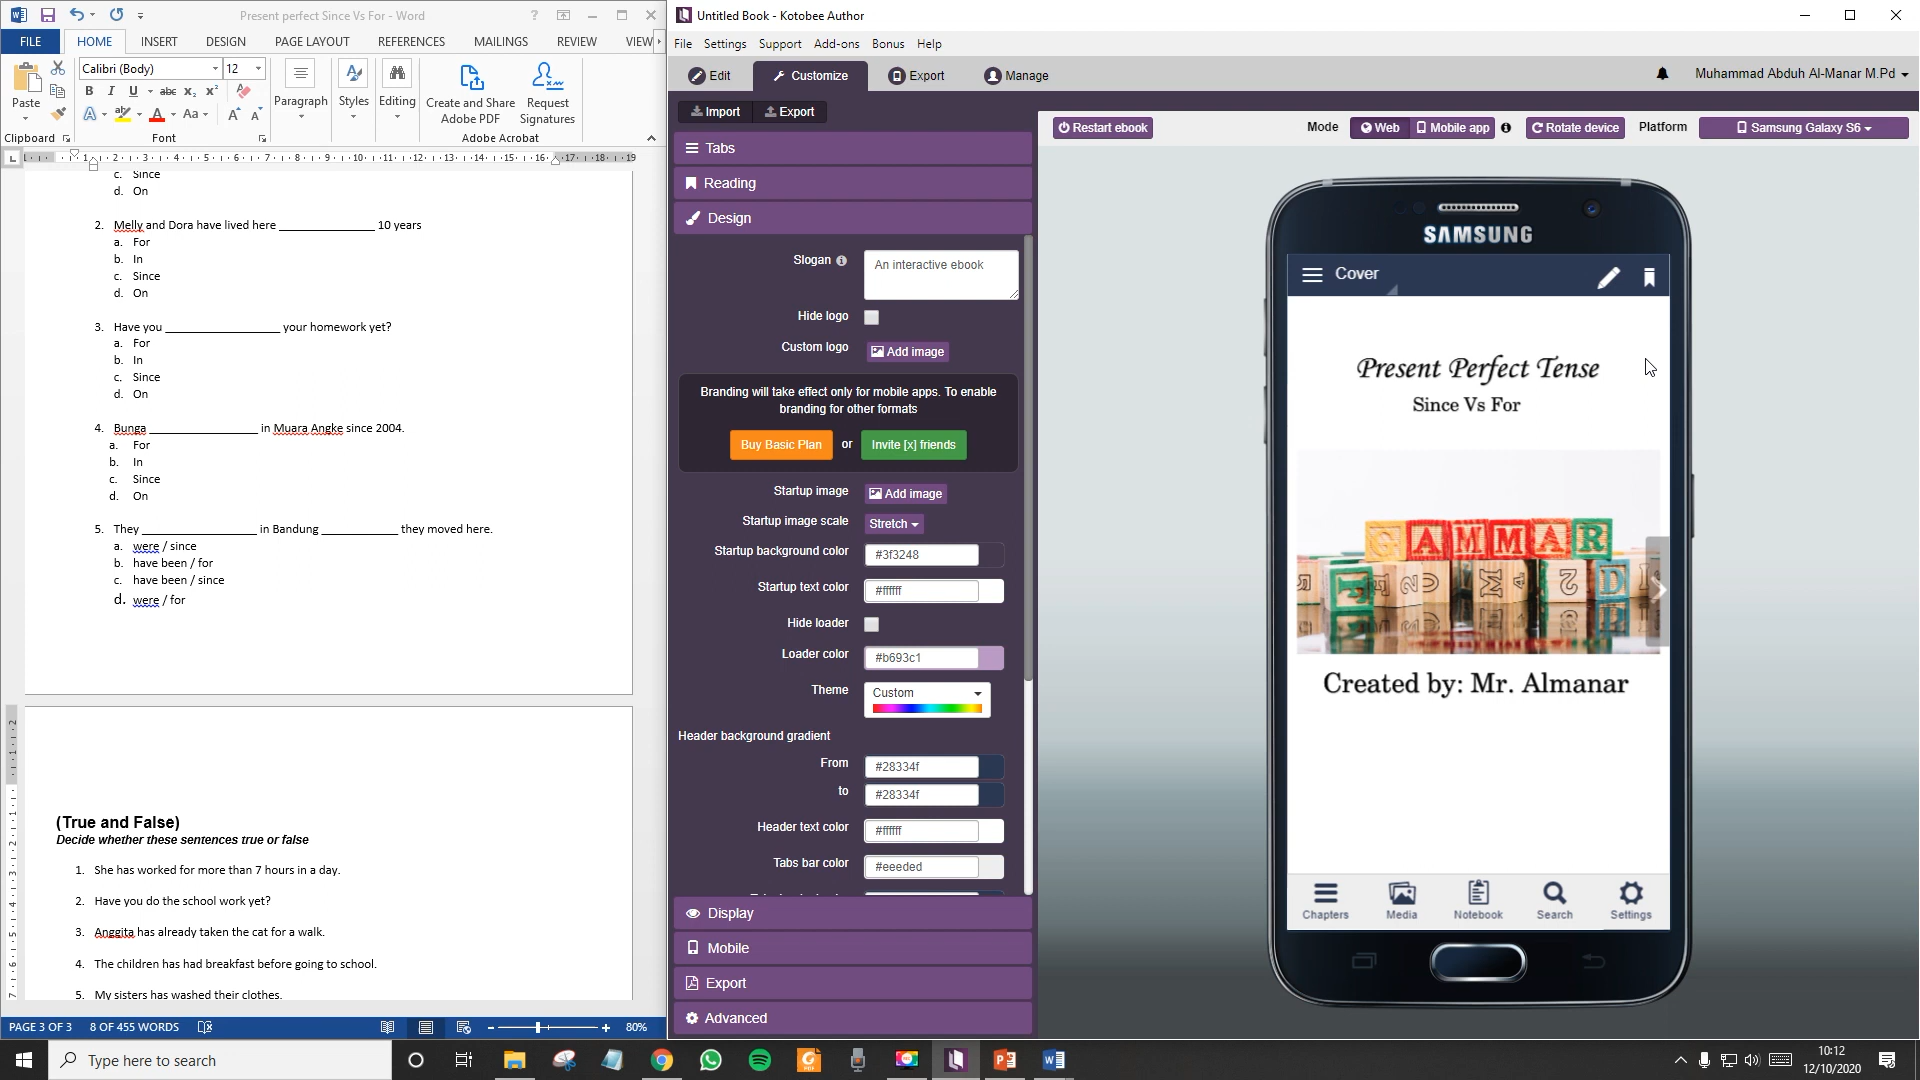 Present perfect Since Vs For - Word
FILE HOME INSERT DESIGN PAGE LAYOUT REFERENCES MAILINGS REVIEW VIEW
Calibri (Body) 12
Paste
B I U abc x₂ x²
Aa
Paragraph Styles Editing
Create and Share
Adobe PDF
Request
Signatures
Clipboard Font Adobe Acrobat
c. Since
d. On
2. Melly and Dora have lived here ________________ 10 years
a. For
b. In
c. Since
d. On
3. Have you ___________________ your homework yet?
a. For
b. In
c. Since
d. On
4. Bunga __________________ in Muara Angke since 2004.
a. For
b. In
c. Since
d. On
5. They ___________________ in Bandung _____________ they moved here.
a. were / since
b. have been / for
c. have been / since
d. were / for
(True and False)
Decide whether these sentences true or false
1. She has worked for more than 7 hours in a day.
2. Have you do the school work yet?
3. Anggita has already taken the cat for a walk.
4. The children has had breakfast before going to school.
5. My sisters has washed their clothes.
PAGE 3 OF 3 8 OF 455 WORDS 80%
Untitled Book - Kotobee Author
File Settings Support Add-ons Bonus Help
Edit Customize Export Manage
Muhammad Abduh Al-Manar M.Pd
Import Export
Tabs
Reading
Design
Slogan An interactive ebook
Hide logo
Custom logo Add image
Branding will take effect only for mobile apps. To enable
branding for other formats
Buy Basic Plan or Invite [x] friends
Startup image Add image
Startup image scale Stretch
Startup background color #3f3248
Startup text color #ffffff
Hide loader
Loader color #b693c1
Theme Custom
Header background gradient
From #28334f
to #28334f
Header text color #ffffff
Tabs bar color #eeeded
Display
Mobile
Export
Advanced
Restart ebook Mode Web Mobile app Rotate device Platform Samsung Galaxy S6
SAMSUNG
Cover
Present Perfect Tense
Since Vs For
GAMMAR
Created by: Mr. Almanar
Chapters Media Notebook Search Settings
Type here to search
10:12
12/10/2020